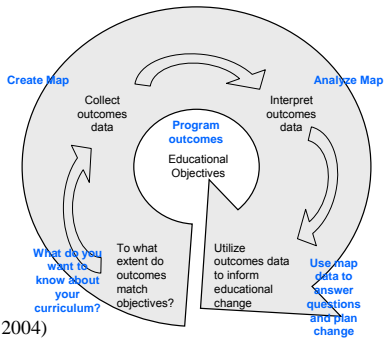 Create Map
Analyze Map
Collect
outcomes
data
Interpret
outcomes
data
Program
outcomes
Educational
Objectives
What do you
want to
know about
your
curriculum?
To what
extent do
outcomes
match
objectives?
Utilize
outcomes data
to inform
educational
change
Use map
data to
answer
questions
and plan
change
2004)